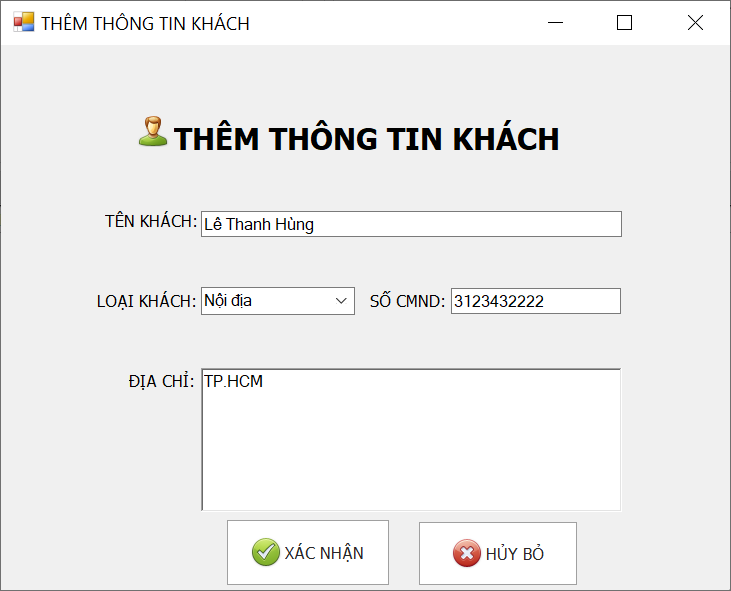 THÊM THÔNG TIN KHÁCH
THÊM THÔNG TIN KHÁCH
TÊN KHÁCH: Lê Thanh Hùng
LOẠI KHÁCH: Nội địa SỐ CMND: 3123432222
ĐỊA CHỈ: TP.HCM
XÁC NHẬN HỦY BỎ